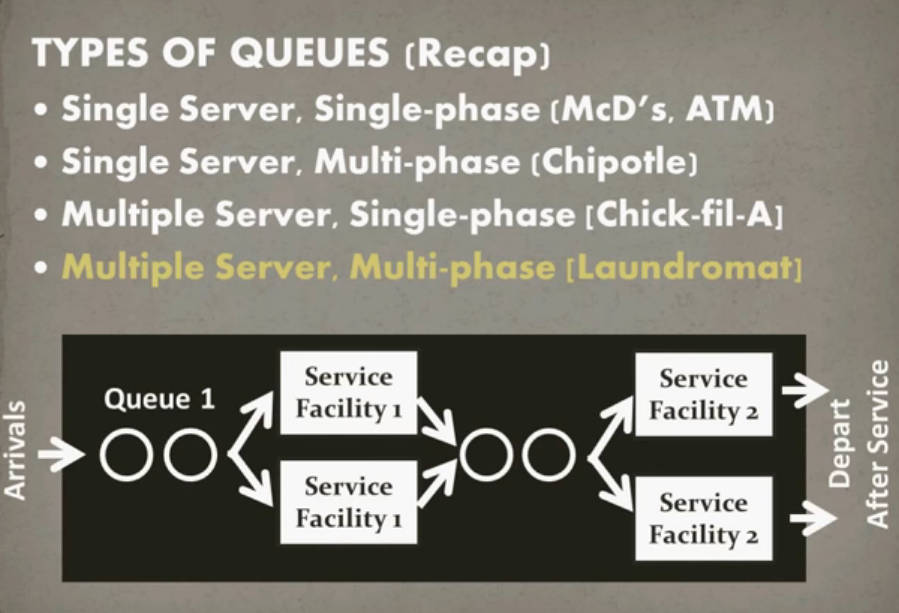 TYPES OF QUEUES (Recap)
• Single Server, Single-phase (McD's, ATM)
• Single Server, Multi-phase (Chipotle)
• Multiple Server, Single-phase [Chick-fil-A]
• Multiple Server, Multi-phase [Laundromat]
Arrivals
Queue 1
Service
Facility 1
Service
Facility 1
Service
Facility 2
Service
Facility 2
Depart
After Service